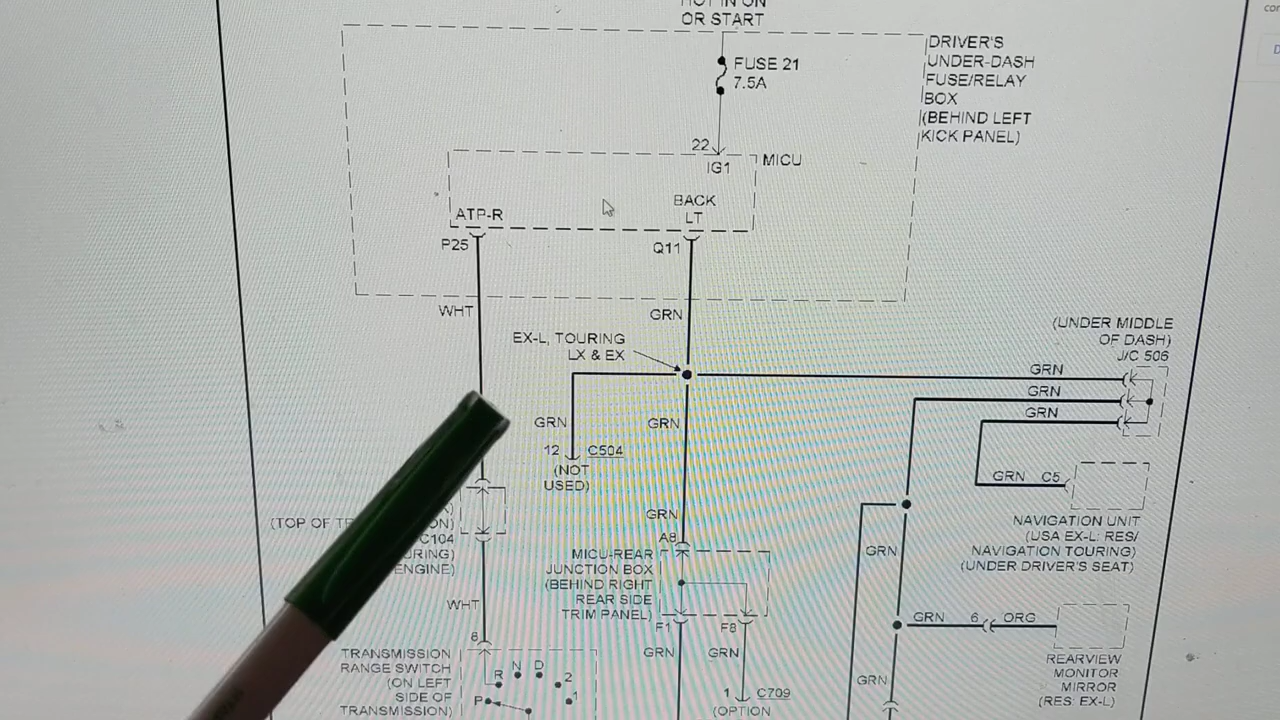 HOT IN ON
OR START
FUSE 21
7.5A
DRIVER'S
UNDER-DASH
FUSE/RELAY
BOX
(BEHIND LEFT
KICK PANEL)
22
IG1
MICU
ATP-R
BACK
LT
P25
Q11
WHT
GRN
EX-L, TOURING
LX & EX
(UNDER MIDDLE
OF DASH)
J/C 506
GRN
GRN
GRN
GRN
GRN
12
C504
(NOT
USED)
GRN
C5
NAVIGATION UNIT
(USA EX-L: RES/
NAVIGATION TOURING)
(UNDER DRIVER'S SEAT)
GRN
A8
(TOP OF
C104
ENGINE)
MICU-REAR
JUNCTION BOX
(BEHIND RIGHT
REAR SIDE
TRIM PANEL)
GRN
WHT
F1
F8
GRN
6
ORG
6
GRN
GRN
REARVIEW
MONITOR
MIRROR
(RES: EX-L)
TRANSMISSION
RANGE SWITCH
(ON LEFT
SIDE OF
TRANSMISSION)
R
N
D
2
P
1
1
C709
(OPTION
GRN